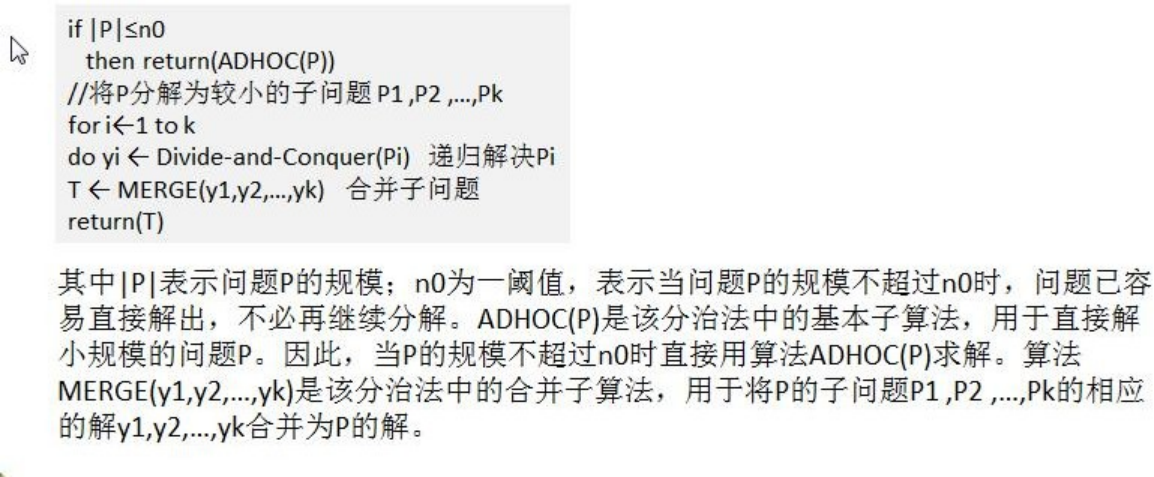 if |P|≤n0
then return(ADHOC(P))
//将P分解为较小的子问题 P1 ,P2 ,...,Pk
for i←1 to k
do yi ← Divide-and-Conquer(Pi) 递归解决Pi
T ← MERGE(y1,y2,...,yk) 合并子问题
return(T)
其中|P|表示问题P的规模；n0为一阈值，表示当问题P的规模不超过n0时，问题已容
易直接解出，不必再继续分解。ADHOC(P)是该分治法中的基本子算法，用于直接解
小规模的问题P。因此，当P的规模不超过n0时直接用算法ADHOC(P)求解。算法
MERGE(y1,y2,...,yk)是该分治法中的合并子算法，用于将P的子问题P1 ,P2 ,...,Pk的相应
的解y1,y2,...,yk合并为P的解。